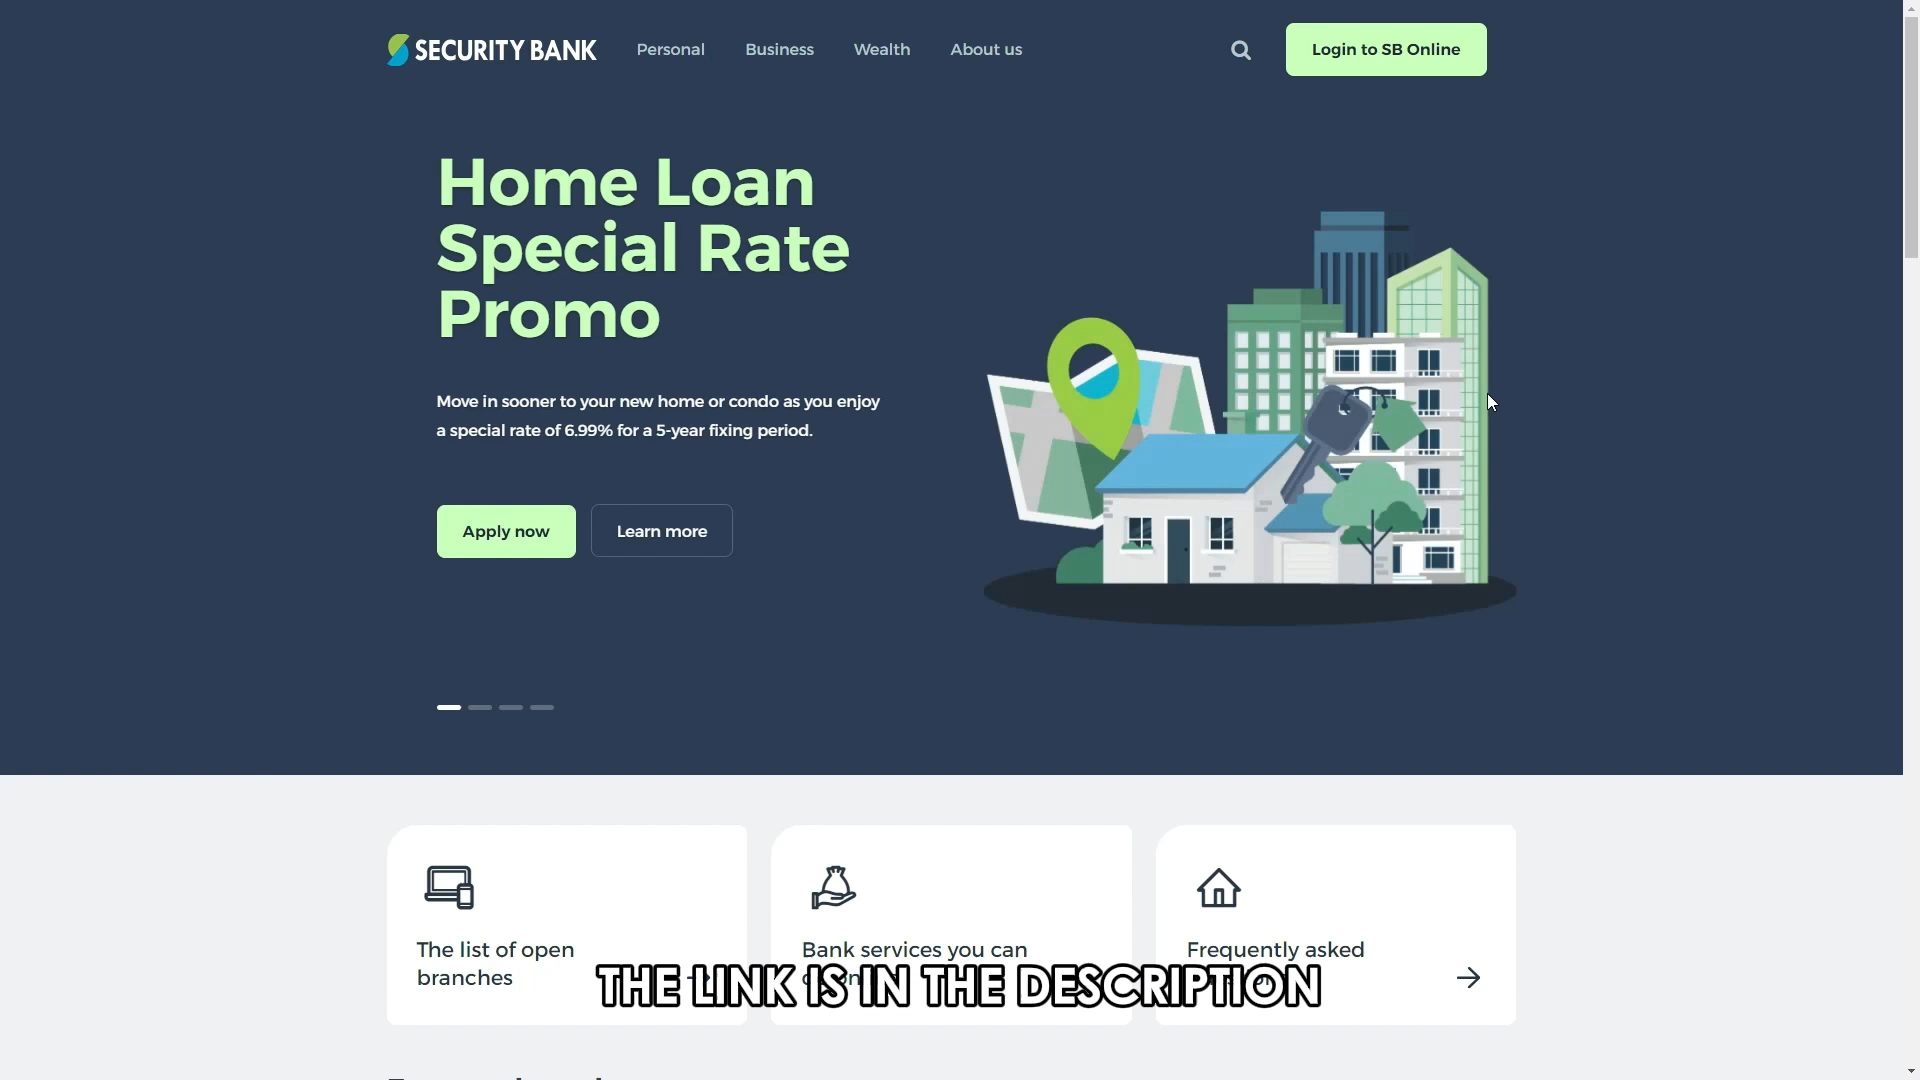 SECURITY BANK
Personal
Business
Wealth
About us
Login to SB Online
Home Loan
Special Rate
Promo
Move in sooner to your new home or condo as you enjoy
a special rate of 6.99% for a 5-year fixing period.
Apply now
Learn more
The list of open
branches
Bank services you can
Frequently asked
THE LINK IS IN THE DESCRIPTION